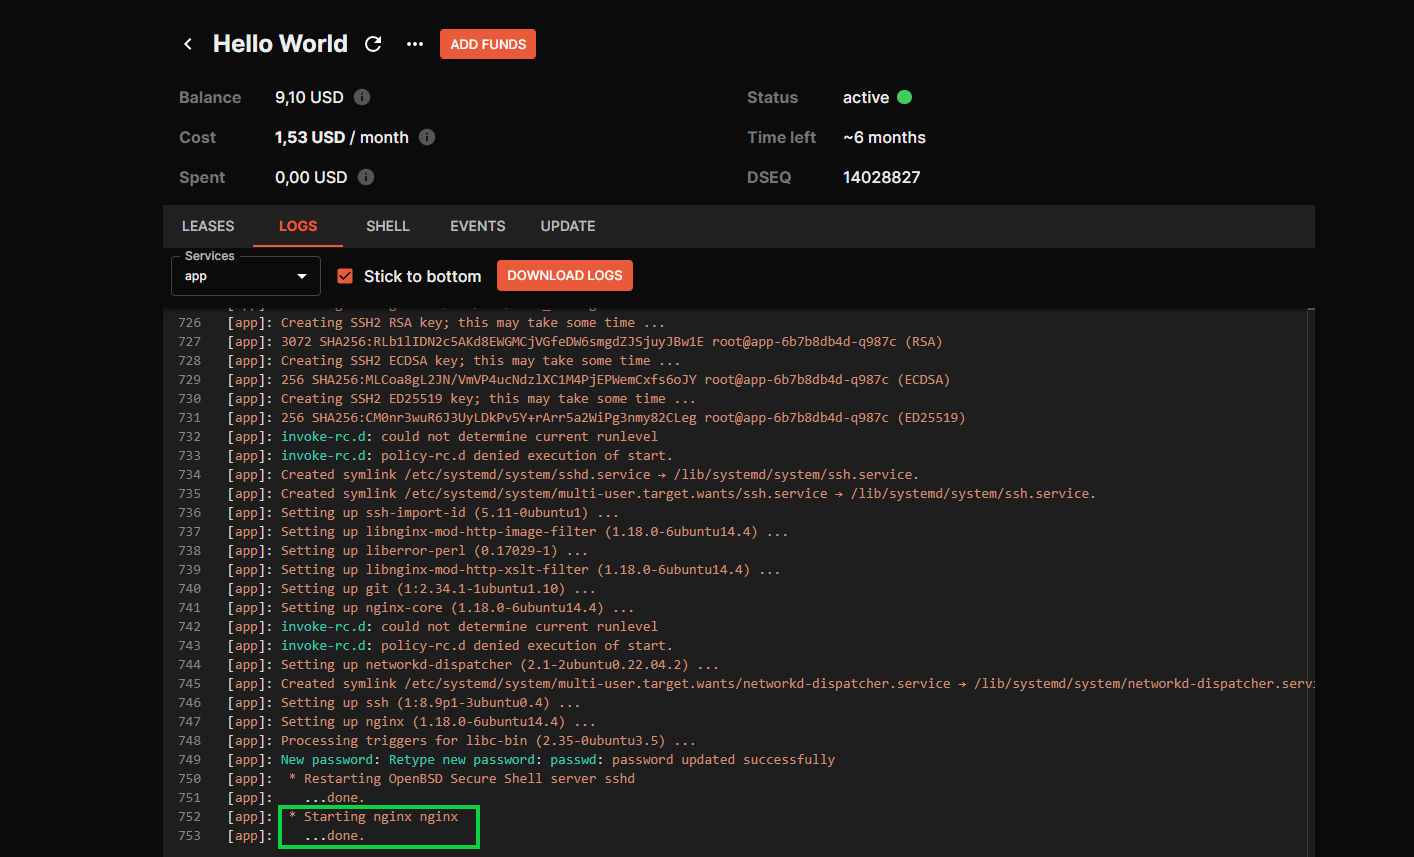 Hello World
ADD FUNDS
Balance 9,10 USD
Status active
Cost 1,53 USD / month
Time left ~6 months
Spent 0,00 USD
DSEQ 14028827
LEASES LOGS SHELL EVENTS UPDATE
Services
app
Stick to bottom
DOWNLOAD LOGS
726 [app]: Creating SSH2 RSA key; this may take some time ...
727 [app]: 3072 SHA256:RLb1lIDN2c5AKd8EWGMCjVGfeDW6smgdZJSjuyJBw1E root@app-6b7b8db4d-q987c (RSA)
728 [app]: Creating SSH2 ECDSA key; this may take some time ...
729 [app]: 256 SHA256:MLCoa8gL2JN/VmVP4ucNdzlXC1M4PjEPWemCxfs6oJY root@app-6b7b8db4d-q987c (ECDSA)
730 [app]: Creating SSH2 ED25519 key; this may take some time ...
731 [app]: 256 SHA256:CM0nr3wuR6J3UyLDkPv5Y+rArr5a2WiPg3nmy82CLeg root@app-6b7b8db4d-q987c (ED25519)
732 [app]: invoke-rc.d: could not determine current runlevel
733 [app]: invoke-rc.d: policy-rc.d denied execution of start.
734 [app]: Created symlink /etc/systemd/system/sshd.service → /lib/systemd/system/ssh.service.
735 [app]: Created symlink /etc/systemd/system/multi-user.target.wants/ssh.service → /lib/systemd/system/ssh.service.
736 [app]: Setting up ssh-import-id (5.11-0ubuntu1) ...
737 [app]: Setting up libnginx-mod-http-image-filter (1.18.0-6ubuntu14.4) ...
738 [app]: Setting up liberror-perl (0.17029-1) ...
739 [app]: Setting up libnginx-mod-http-xslt-filter (1.18.0-6ubuntu14.4) ...
740 [app]: Setting up git (1:2.34.1-1ubuntu1.10) ...
741 [app]: Setting up nginx-core (1.18.0-6ubuntu14.4) ...
742 [app]: invoke-rc.d: could not determine current runlevel
743 [app]: invoke-rc.d: policy-rc.d denied execution of start.
744 [app]: Setting up networkd-dispatcher (2.1-2ubuntu0.22.04.2) ...
745 [app]: Created symlink /etc/systemd/system/multi-user.target.wants/networkd-dispatcher.service → /lib/systemd/system/networkd-dispatcher.servi
746 [app]: Setting up ssh (1:8.9p1-3ubuntu0.4) ...
747 [app]: Setting up nginx (1.18.0-6ubuntu14.4) ...
748 [app]: Processing triggers for libc-bin (2.35-0ubuntu3.5) ...
749 [app]: New password: Retype new password: passwd: password updated successfully
750 [app]: * Restarting OpenBSD Secure Shell server sshd
751 [app]: ...done.
752 [app]: * Starting nginx nginx
753 [app]: ...done.